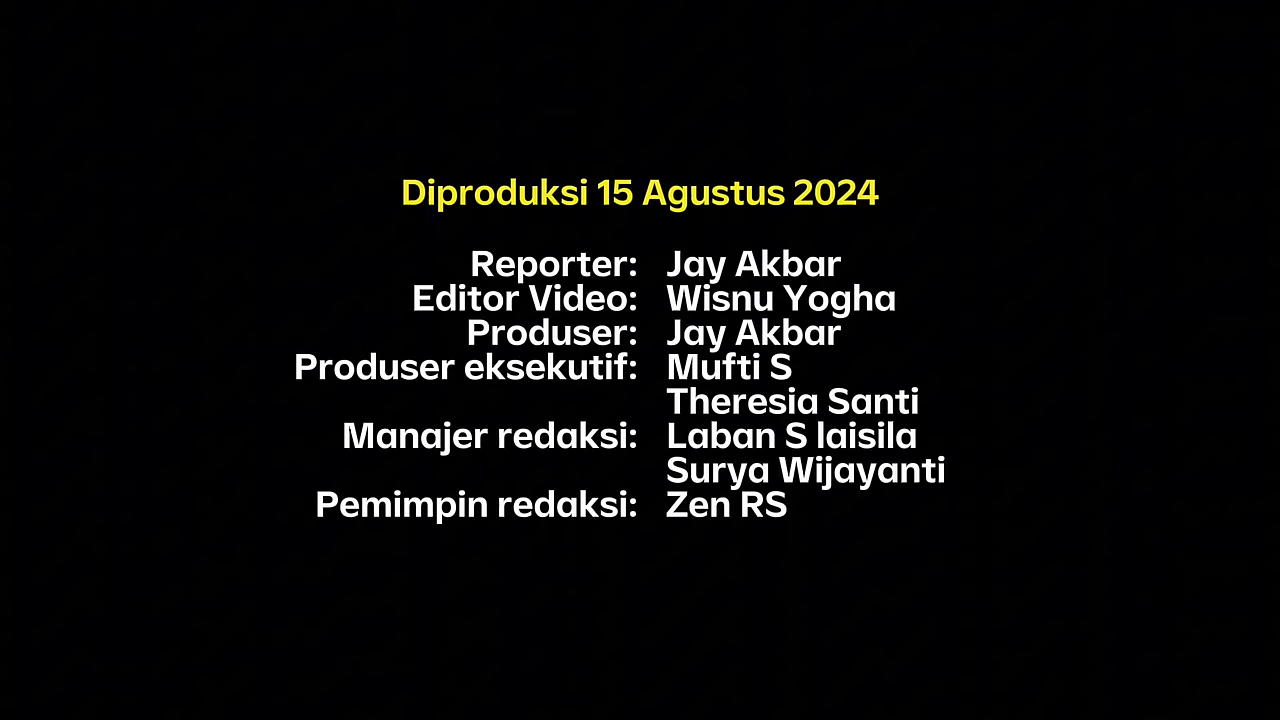 Diproduksi 15 Agustus 2024
Reporter: Jay Akbar
Editor Video: Wisnu Yogha
Produser: Jay Akbar
Produser eksekutif: Mufti S
Theresia Santi
Manajer redaksi: Laban S laisila
Surya Wijayanti
Pemimpin redaksi: Zen RS